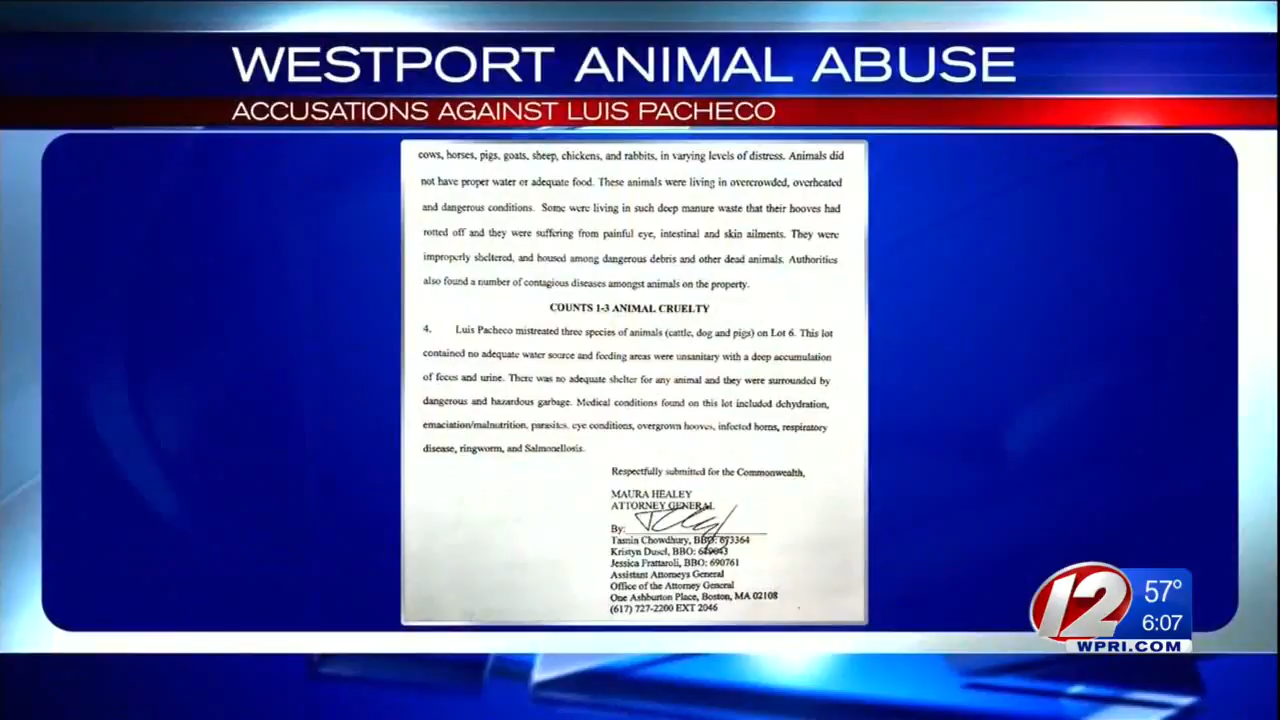 WESTPORT ANIMAL ABUSE
ACCUSATIONS AGAINST LUIS PACHECO
cows, horses, pigs, goats, sheep, chickens, and rabbits, in varying levels of distress. Animals did
not have proper water or adequate food. These animals were living in overcrowded, overheated
and dangerous conditions. Some were living in such deep manure waste that their hooves had
rotted off and they were suffering from painful eye, intestinal and skin ailments. They were
improperly sheltered, and housed among dangerous debris and other dead animals. Authorities
also found a number of contagious diseases amongst animals on the property.
COUNTS 1-3 ANIMAL CRUELTY
4. Luis Pacheco mistreated three species of animals (cattle, dog and pigs) on Lot 6. This lot
contained no adequate water source and feeding areas were unsanitary with a deep accumulation
of feces and urine. There was no adequate shelter for any animal and they were surrounded by
dangerous and hazardous garbage. Medical conditions found on this lot included dehydration,
emaciation/malnutrition, parasites, eye conditions, overgrown hooves, infected horns, respiratory
disease, ringworm, and Salmonellosis.
Respectfully submitted for the Commonwealth,
MAURA HEALEY
ATTORNEY GENERAL
By:
Tasnin Chowdhury, BBO: 673364
Kristyn Dusel, BBO:
Jessica Frattaroli, BBO: 690761
Assistant Attorneys General
Office of the Attorney General
One Ashburton Place, Boston, MA 02108
(617) 727-2200 EXT 2046
12
57°
6:07
WPRI.COM